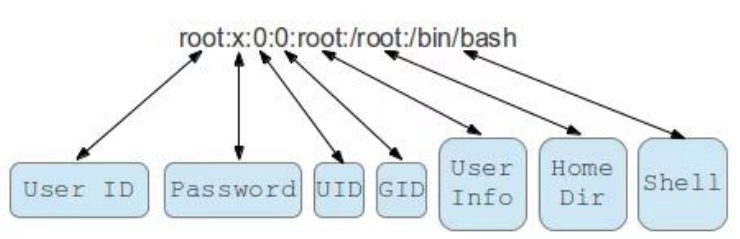 root:x:0:0:root:/root:/bin/bash
User ID
Password
UID
GID
User
Info
Home
Dir
Shell